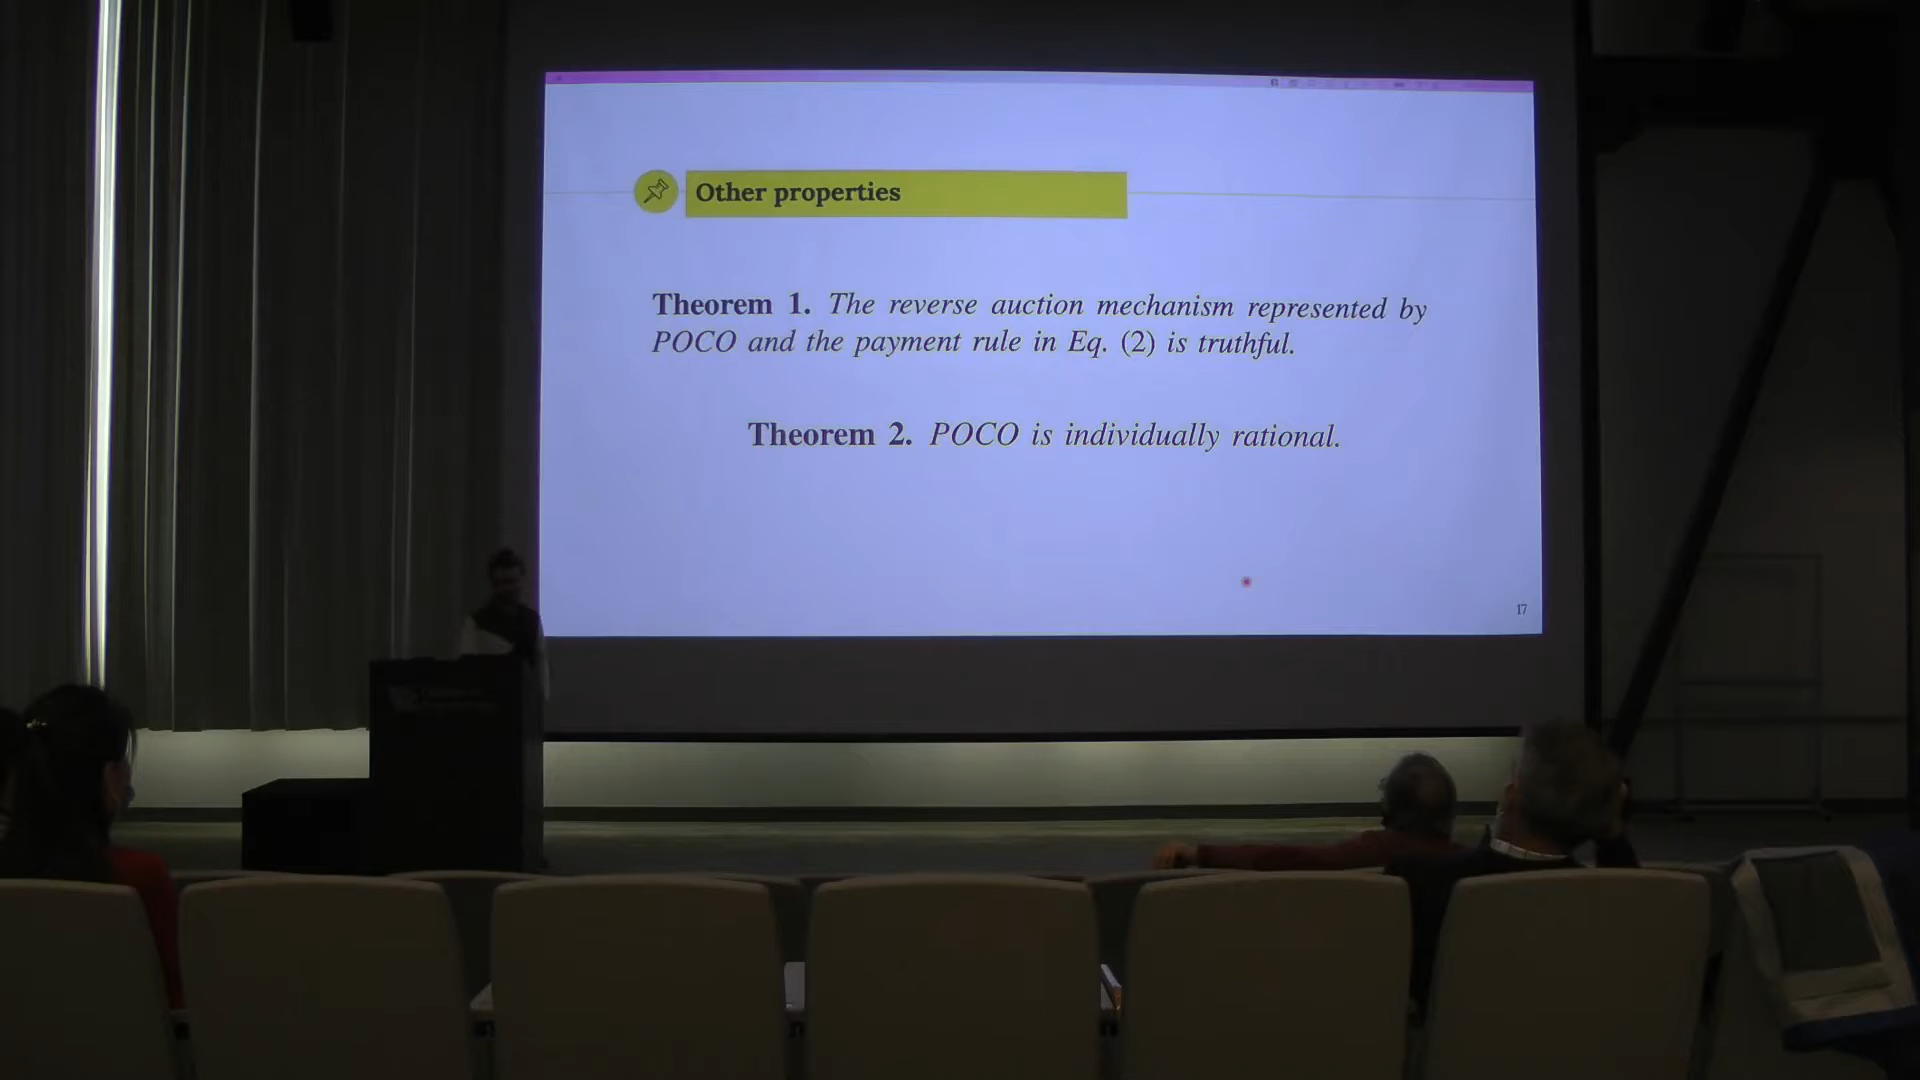 Other properties
Theorem 1. The reverse auction mechanism represented by
POCO and the payment rule in Eq. (2) is truthful.
Theorem 2. POCO is individually rational.
17